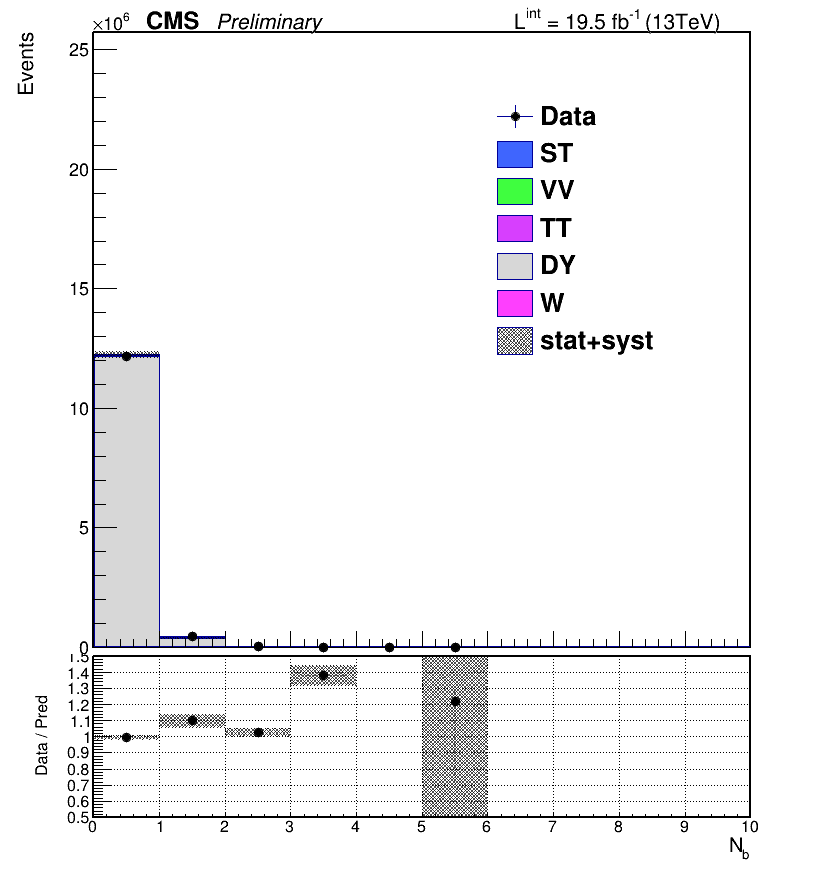 ×10⁶ CMS Preliminary L^int = 19.5 fb⁻¹ (13TeV)
Events
25
20
15
10
5
0
Data
ST
VV
TT
DY
W
stat+syst
Data / Pred
1.5
1.4
1.3
1.2
1.1
1
0.9
0.8
0.7
0.6
0.5
0 1 2 3 4 5 6 7 8 9 10
N_b